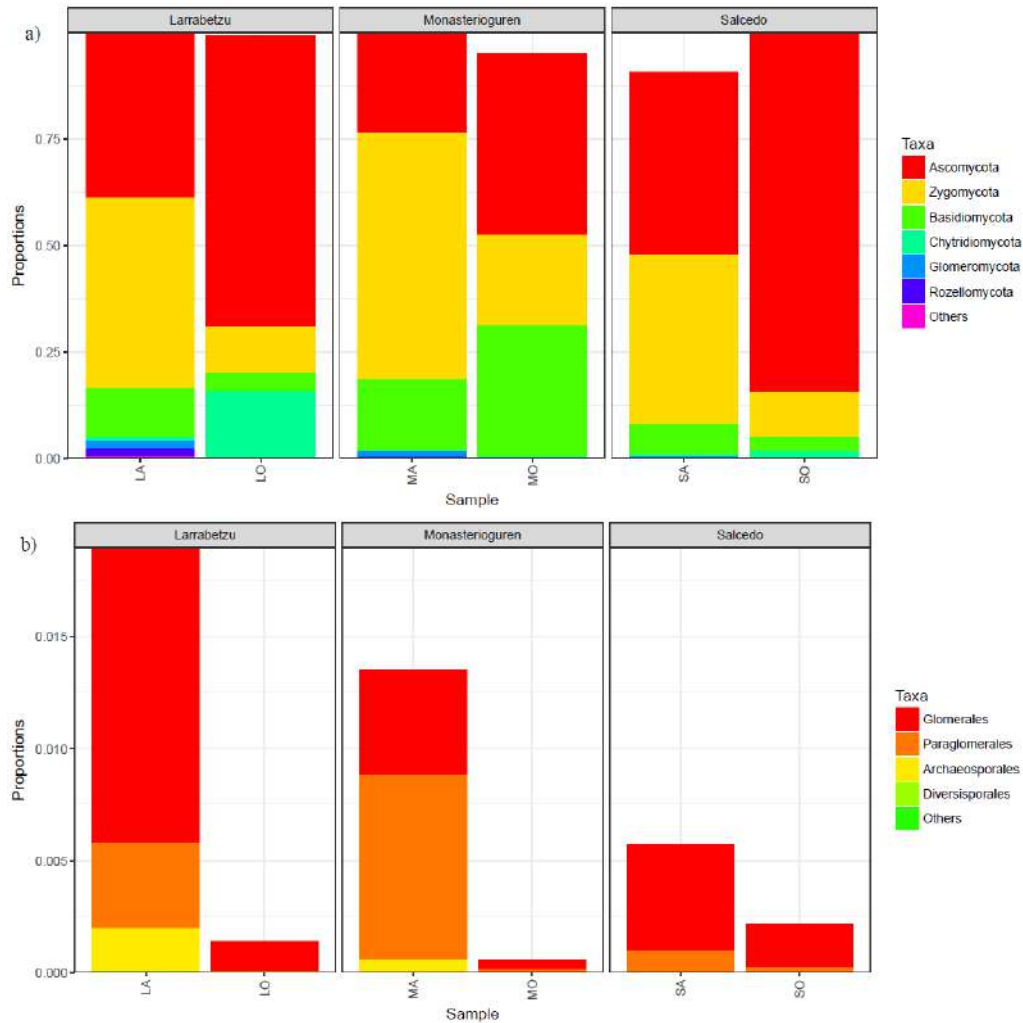 a)
Larrabetzu
Monasterioguren
Salcedo
Proportions
0.75
0.50
0.25
0.00
LA
LO
MA
MO
SA
SO
Sample
Taxa
Ascomycota
Zygomycota
Basidiomycota
Chytridiomycota
Glomeromycota
Rozellomycota
Others
b)
Larrabetzu
Monasterioguren
Salcedo
Proportions
0.015
0.010
0.005
0.000
LA
LO
MA
MO
SA
SO
Sample
Taxa
Glomerales
Paraglomerales
Archaeosporales
Diversisporales
Others